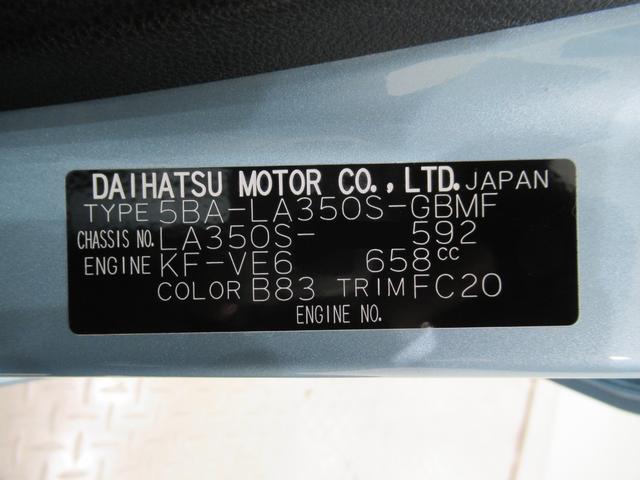 DAIHATSU MOTOR CO., LTD. JAPAN
TYPE 5BA-LA350S-GBMF
CHASSIS NO. LA350S- 592
ENGINE KF-VE6 658cc
COLOR B83 TRIM FC20
ENGINE NO.